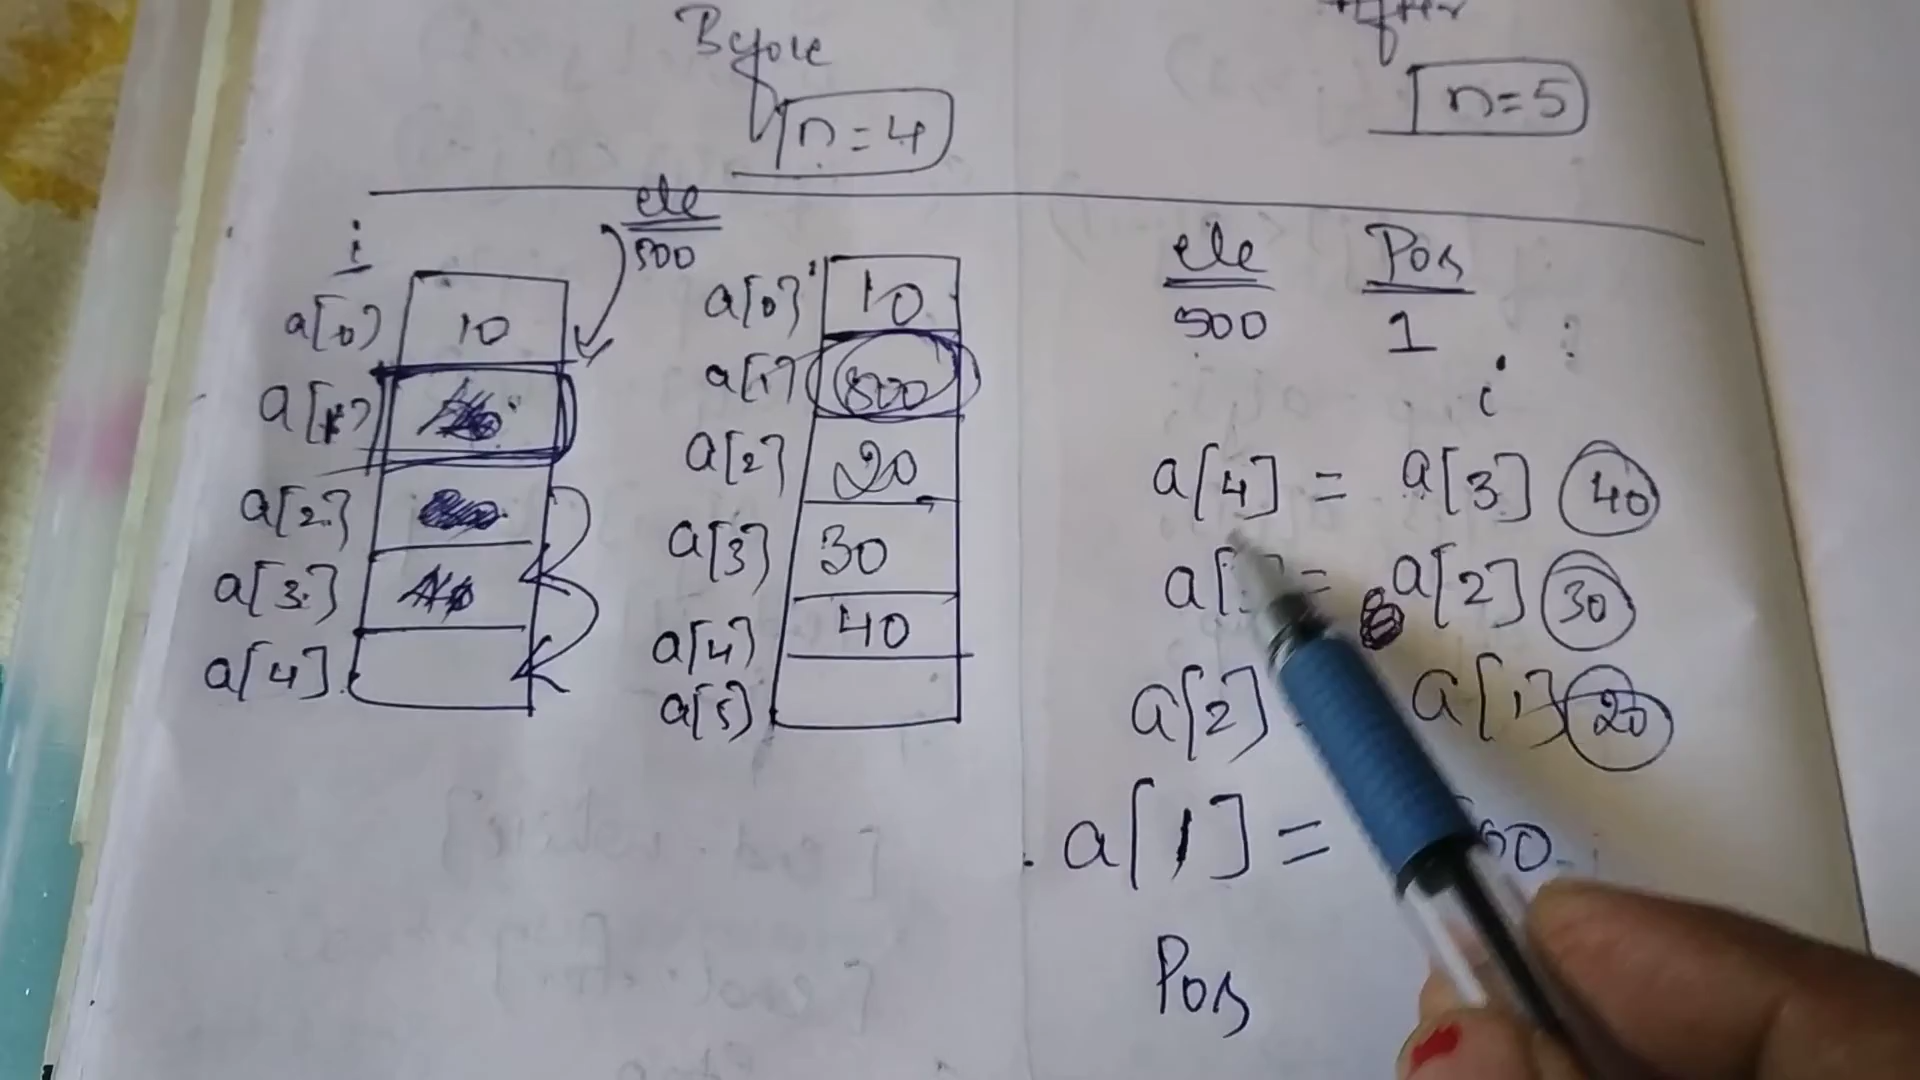 Before After
n=4 n=5
i ele
500
a[0] 10
a[1]
a[2]
a[3]
a[4]
a[0] 10
a[1] 500
a[2] 20
a[3] 30
a[4] 40
a[5]
ele Pos
500 1
i
a[4] = a[3] 40
a[ = a[2] 30
a[2] a[1] 20
a[1] = 00
Pos